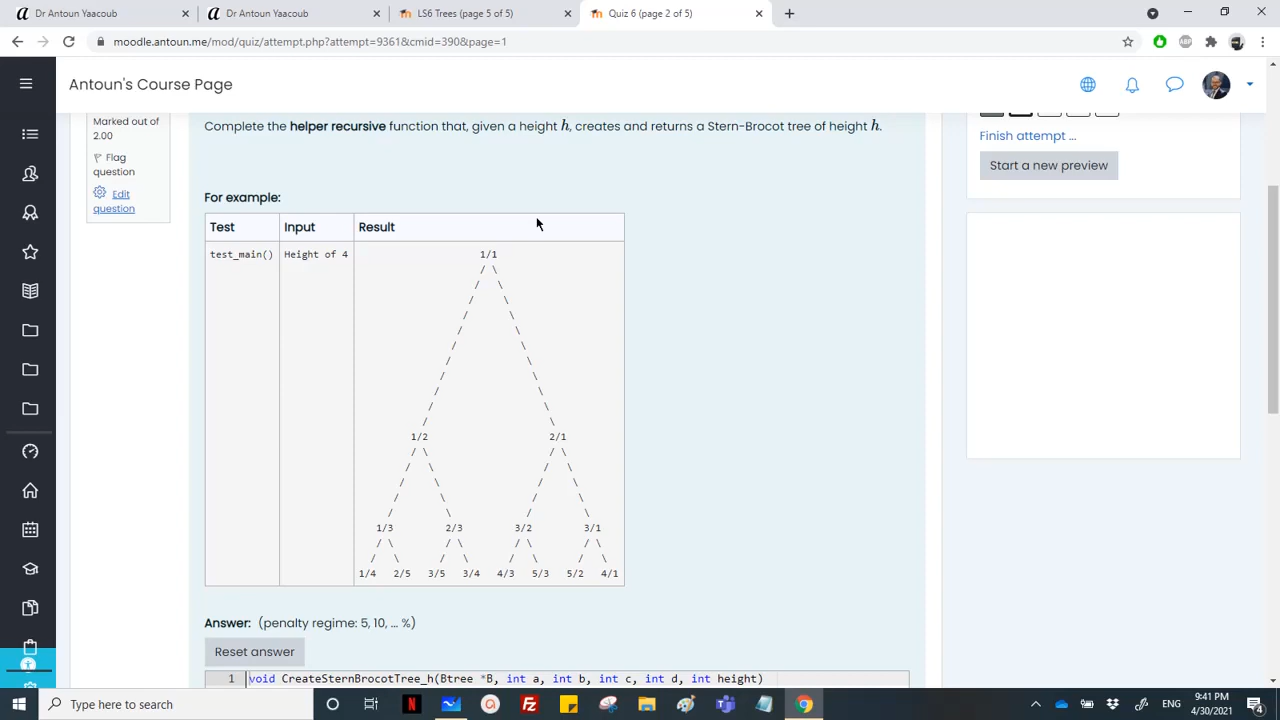 Dr Antoun Yaacoub
Dr Antoun Yaacoub
LS6 Trees (page 5 of 5)
Quiz 6 (page 2 of 5)
moodle.antoun.me/mod/quiz/attempt.php?attempt=9361&cmid=390&page=1
Antoun's Course Page
Marked out of
2.00
Flag
question
Edit
question
Complete the helper recursive function that, given a height h, creates and returns a Stern-Brocot tree of height h.
For example:
Test Input Result
test_main() Height of 4 1/1
/ \
/ \
/ \
/ \
/ \
/ \
/ \
/ \
/ \
/ \
/ \
1/2 2/1
/ \ / \
/ \ / \
/ \ / \
/ \ / \
/ \ / \
1/3 2/3 3/2 3/1
/ \ / \ / \ / \
/ \ / \ / \ / \
1/4 2/5 3/5 3/4 4/3 5/3 5/2 4/1
Answer: (penalty regime: 5, 10, ... %)
Reset answer
1 void CreateSternBrocotTree_h(Btree *B, int a, int b, int c, int d, int height)
Finish attempt ...
Start a new preview
Type here to search
ENG
9:41 PM
4/30/2021
4